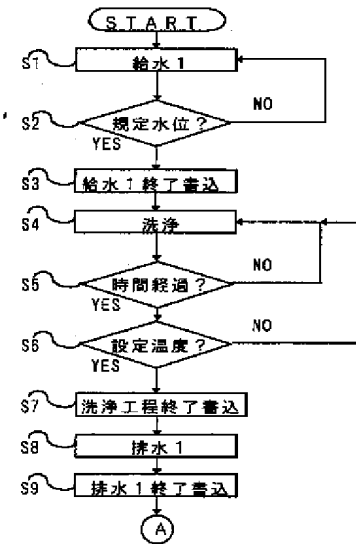 START
S1 給水1
S2 規定水位? NO
YES
S3 給水1終了書込
S4 洗浄
S5 時間経過? NO
YES
S6 設定温度? NO
YES
S7 洗浄工程終了書込
S8 排水1
S9 排水1終了書込
A